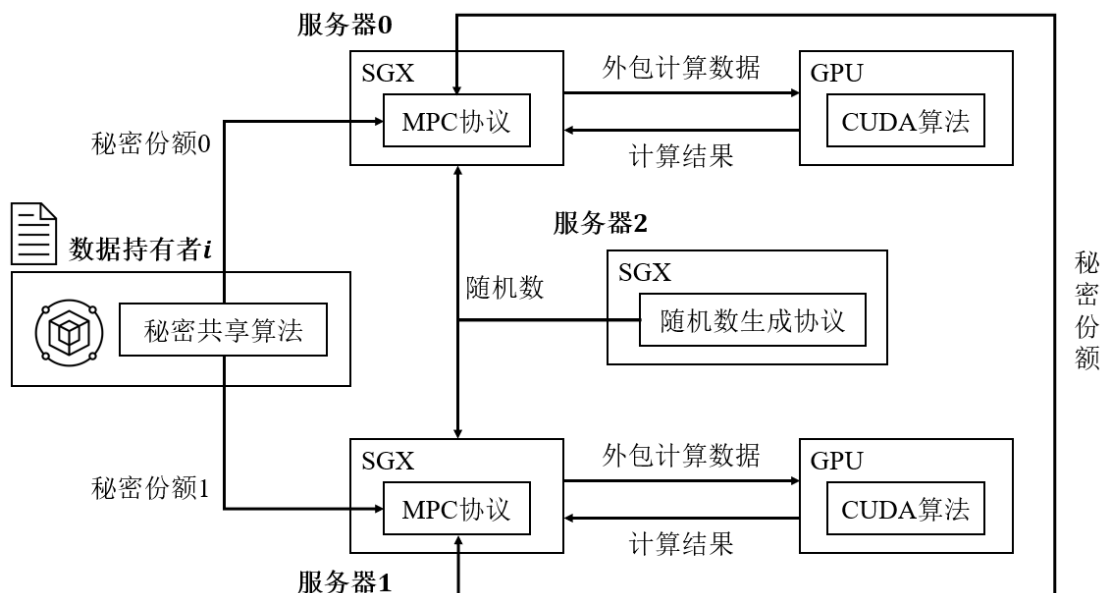 服务器0
SGX
MPC协议
外包计算数据
计算结果
GPU
CUDA算法
秘密份额0
数据持有者i
秘密共享算法
服务器2
SGX
随机数生成协议
随机数
秘密份额
秘密份额1
SGX
MPC协议
外包计算数据
计算结果
GPU
CUDA算法
服务器1